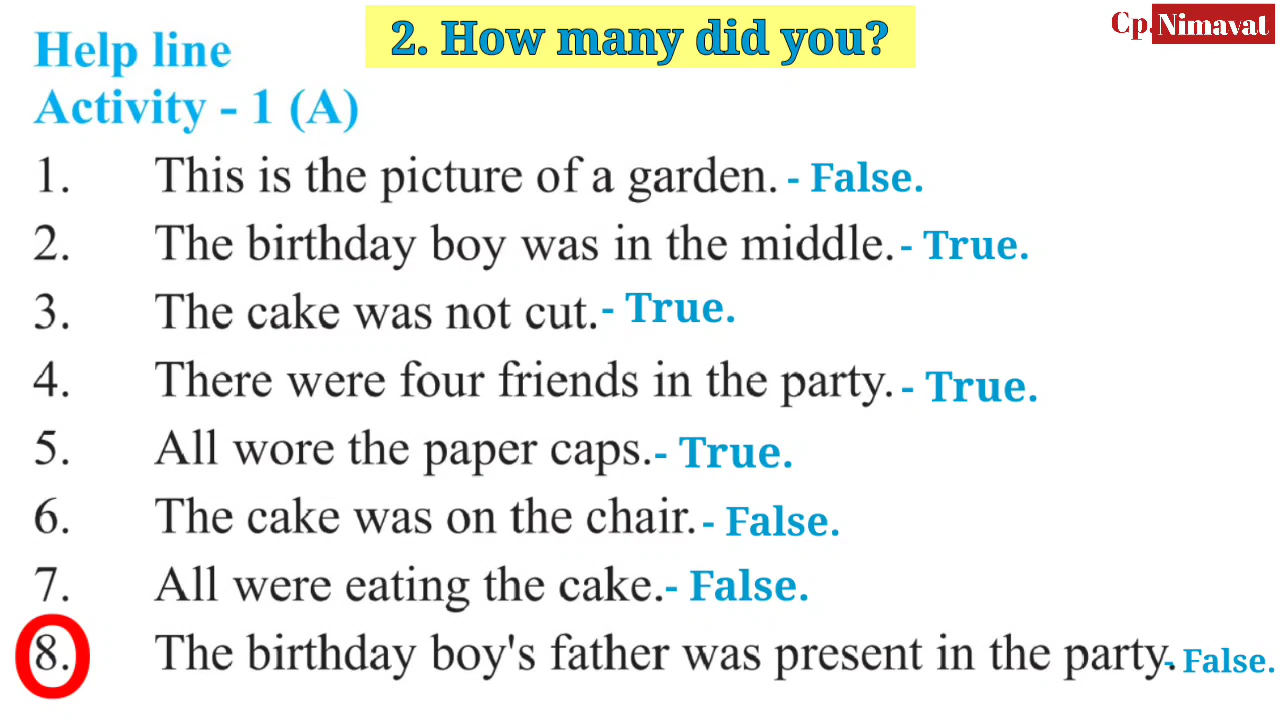 2. How many did you?
Cp. Nimavat
Help line
Activity - 1 (A)
1. This is the picture of a garden. - False.
2. The birthday boy was in the middle. - True.
3. The cake was not cut. - True.
4. There were four friends in the party. - True.
5. All wore the paper caps. - True.
6. The cake was on the chair. - False.
7. All were eating the cake. - False.
8. The birthday boy's father was present in the party. - False.